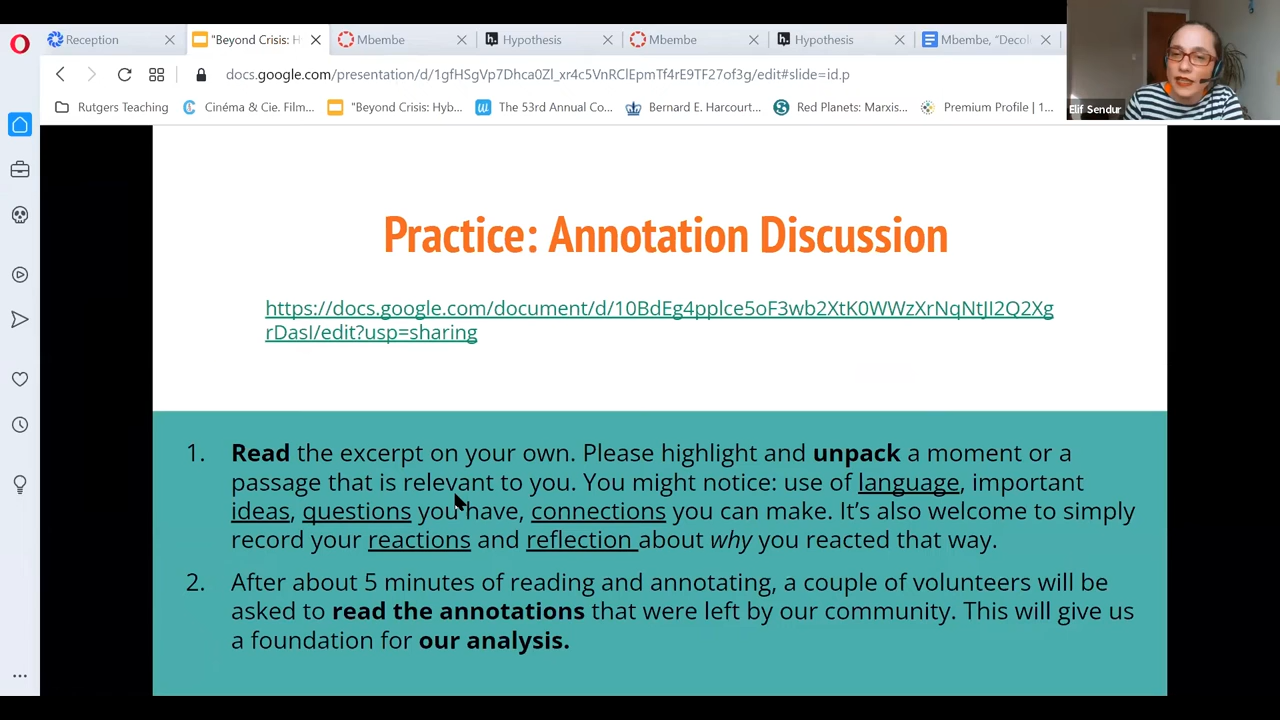 Reception
"Beyond Crisis: H
Mbembe
Hypothesis
Mbembe
Hypothesis
Mbembe, "Decol
docs.google.com/presentation/d/1gfHSgVp7Dhca0Zl_xr4c5VnRClEpmTf4rE9TF27of3g/edit#slide=id.p
Rutgers Teaching
Cinéma & Cie. Film...
"Beyond Crisis: Hyb...
The 53rd Annual Co...
Bernard E. Harcourt...
Red Planets: Marxis...
Premium Profile | 1...
Elif Sendur
Practice: Annotation Discussion
https://docs.google.com/document/d/10BdEg4pplce5oF3wb2XtK0WWzXrNqNtJI2Q2Xg
rDasI/edit?usp=sharing
1. Read the excerpt on your own. Please highlight and unpack a moment or a
passage that is relevant to you. You might notice: use of language, important
ideas, questions you have, connections you can make. It's also welcome to simply
record your reactions and reflection about why you reacted that way.
2. After about 5 minutes of reading and annotating, a couple of volunteers will be
asked to read the annotations that were left by our community. This will give us
a foundation for our analysis.